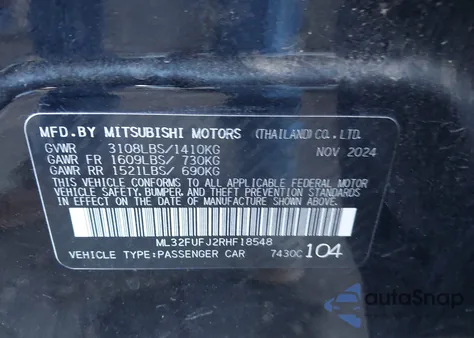 MFD.BY MITSUBISHI MOTORS (THAILAND)CO.,LTD.
GVWR 3108LBS/1410KG NOV 2024
GAWR FR 1609LBS/ 730KG
GAWR RR 1521LBS/ 690KG
THIS VEHICLE CONFORMS TO ALL APPLICABLE FEDERAL MOTOR
VEHICLE SAFETY, BUMPER, AND THEFT PREVENTION STANDARDS
IN EFFECT ON THE DATE OF MANUFACTURE SHOWN ABOVE.
ML32FUFJ2RHF18548
VEHICLE TYPE:PASSENGER CAR 7430C 104
autoSnap